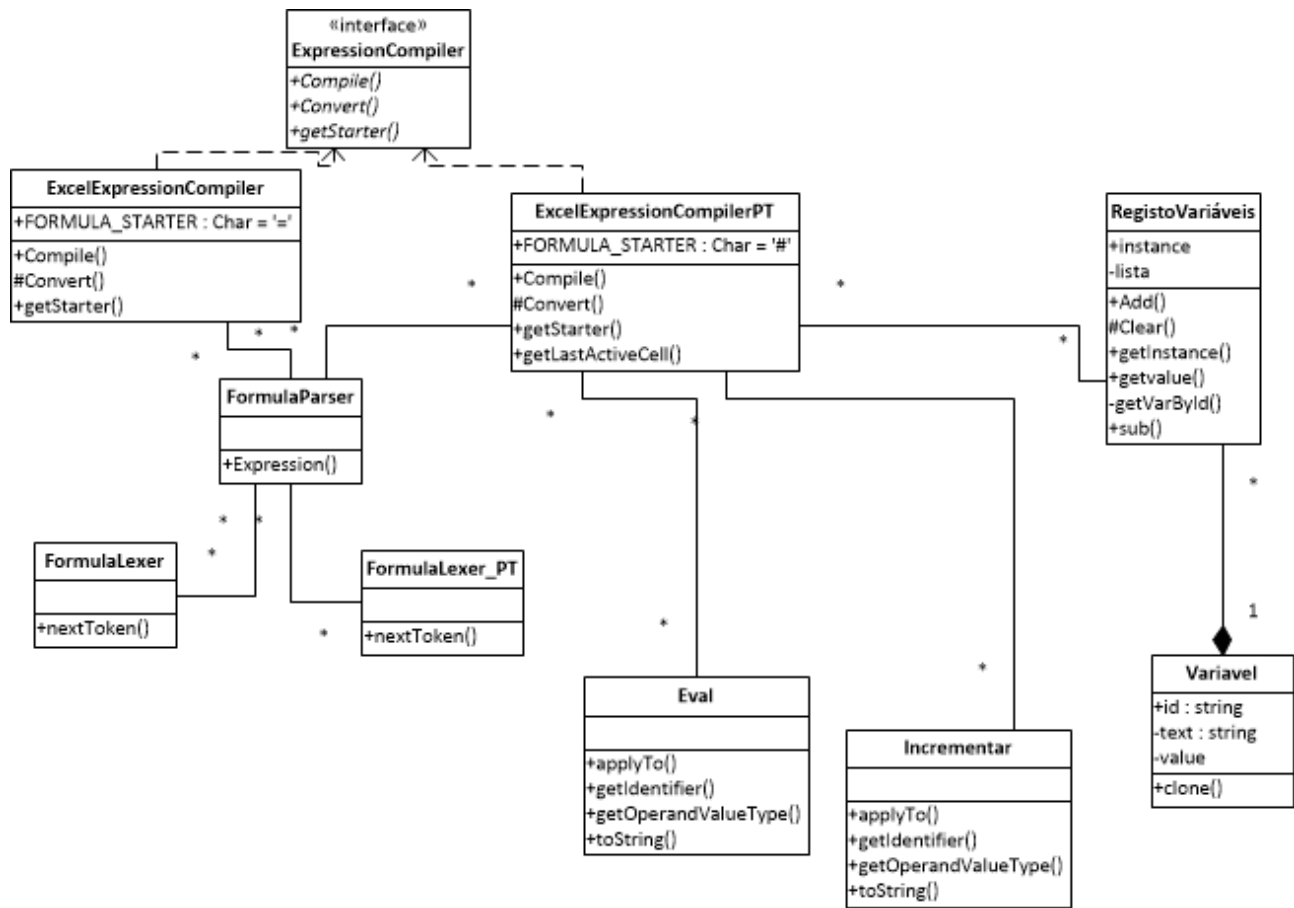 «interface»
ExpressionCompiler
+Compile()
+Convert()
+getStarter()
ExcelExpressionCompiler
+FORMULA_STARTER : Char = '='
+Compile()
#Convert()
+getStarter()
ExcelExpressionCompilerPT
+FORMULA_STARTER : Char = '#'
+Compile()
#Convert()
+getStarter()
+getLastActiveCell()
RegistoVariáveis
+instance
-lista
+Add()
#Clear()
+getInstance()
+getvalue()
-getVarById()
+sub()
*
*
*
*
*
*
FormulaParser
+Expression()
*
*
*
*
*
*
FormulaLexer
+nextToken()
FormulaLexer_PT
+nextToken()
*
*
*
*
1
Eval
+applyTo()
+getIdentifier()
+getOperandValueType()
+toString()
Incrementar
+applyTo()
+getIdentifier()
+getOperandValueType()
+toString()
Variavel
+id : string
-text : string
-value
+clone()